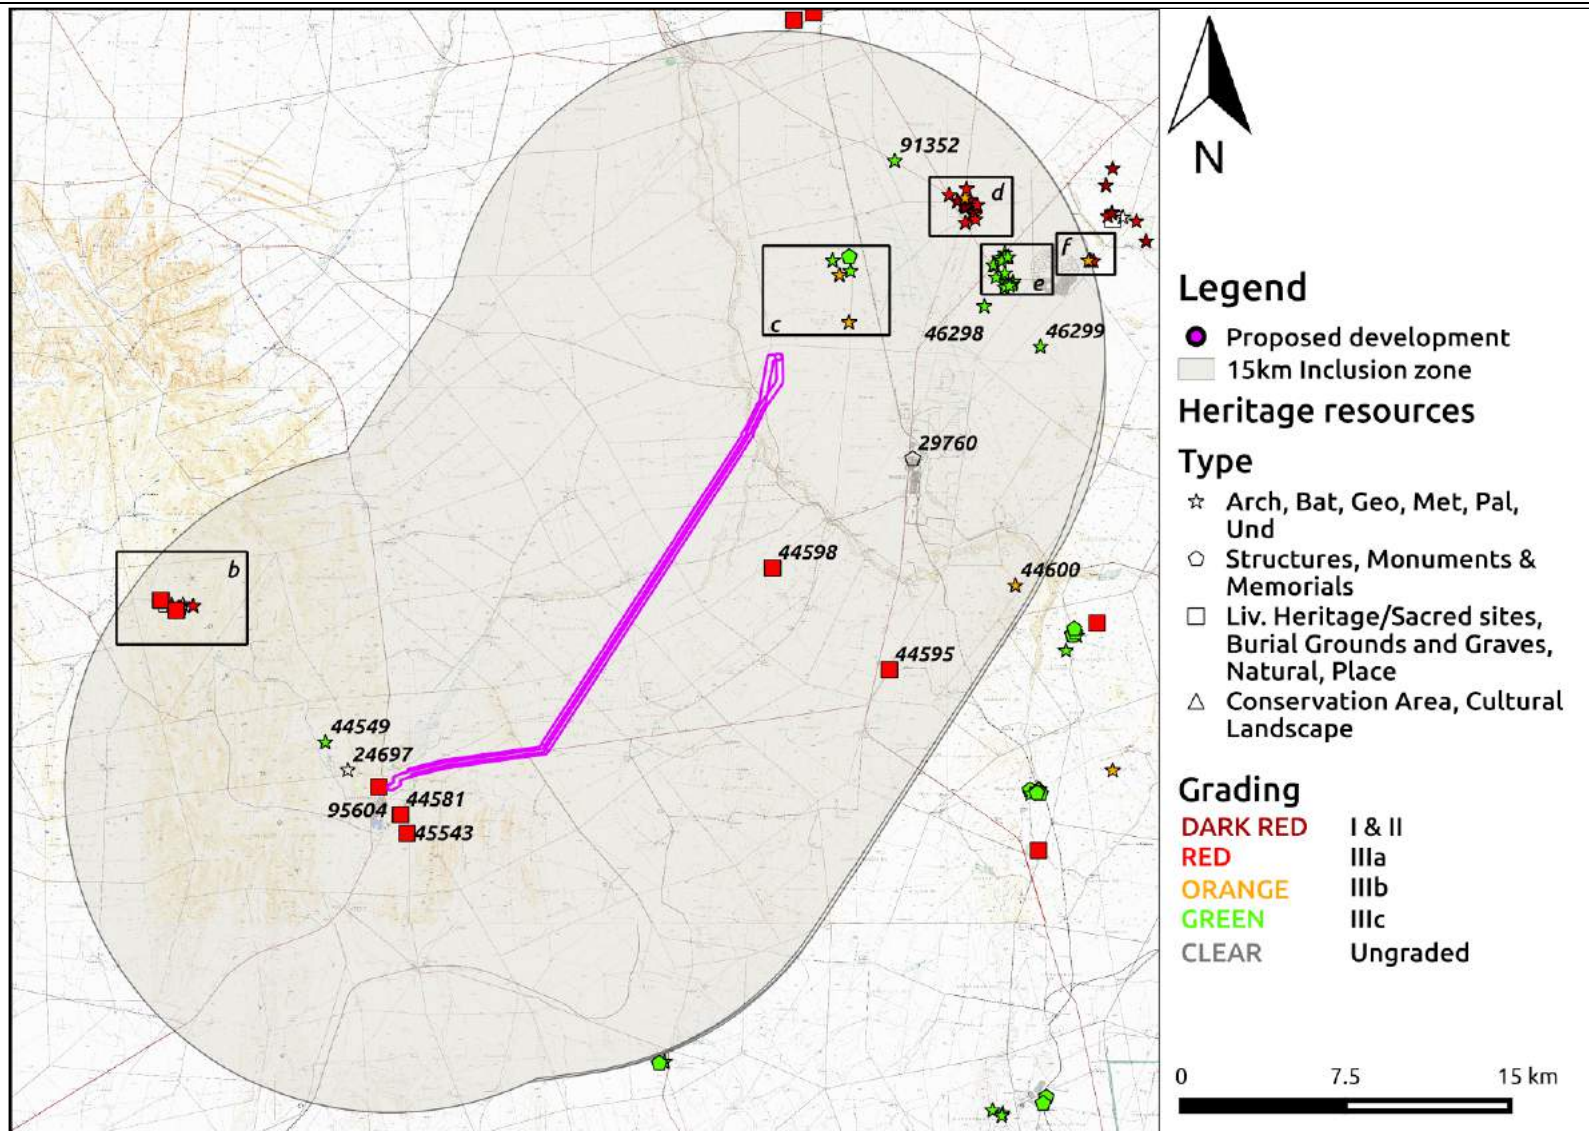 91352
d
f
e
c
46298
46299
29760
44598
44600
b
44595
44549
24697
95604
44581
45543
N
Legend
Proposed development
15km Inclusion zone
Heritage resources
Type
Arch, Bat, Geo, Met, Pal,
Und
Structures, Monuments &
Memorials
Liv. Heritage/Sacred sites,
Burial Grounds and Graves,
Natural, Place
Conservation Area, Cultural
Landscape
Grading
DARK RED I & II
RED IIIa
ORANGE IIIb
GREEN IIIc
CLEAR Ungraded
0 7.5 15 km